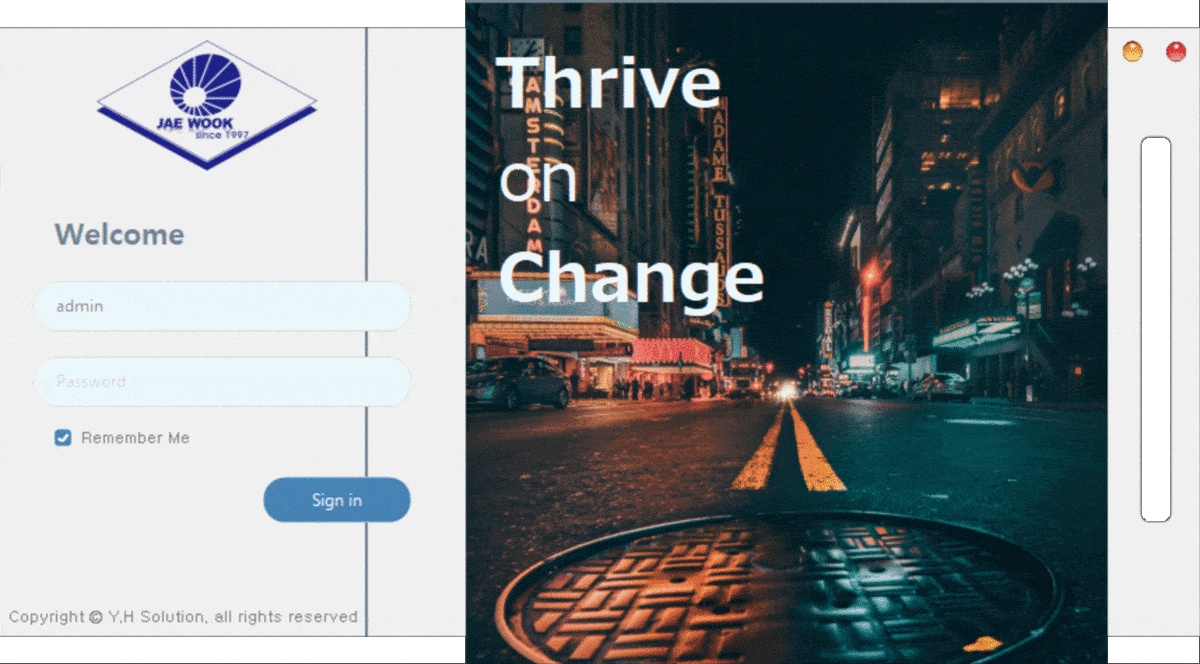 JAE WOOK
since 1997
Welcome
admin
Password
Remember Me
Sign in
Copyright © Y,H Solution, all rights reserved
Thrive
on
Change
AMSTERDAM
MADAME TUSSAUDS